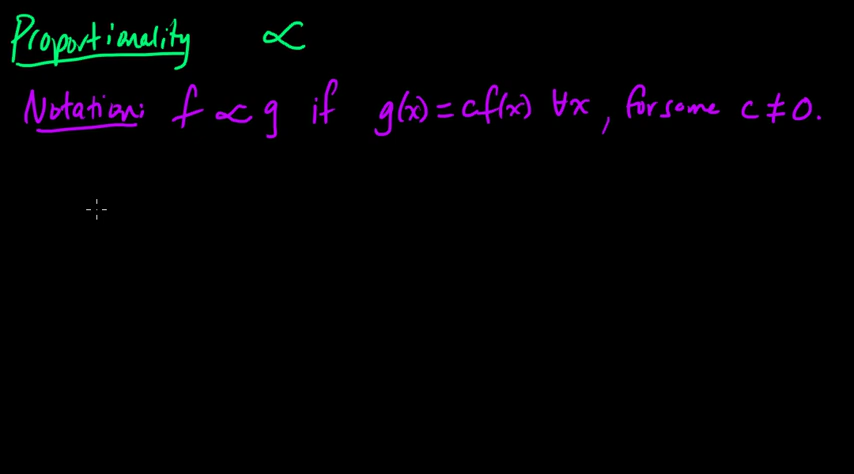 Proportionality ∝
Notation: f ∝ g if g(x) = cf(x) ∀x, for some c ≠ 0.